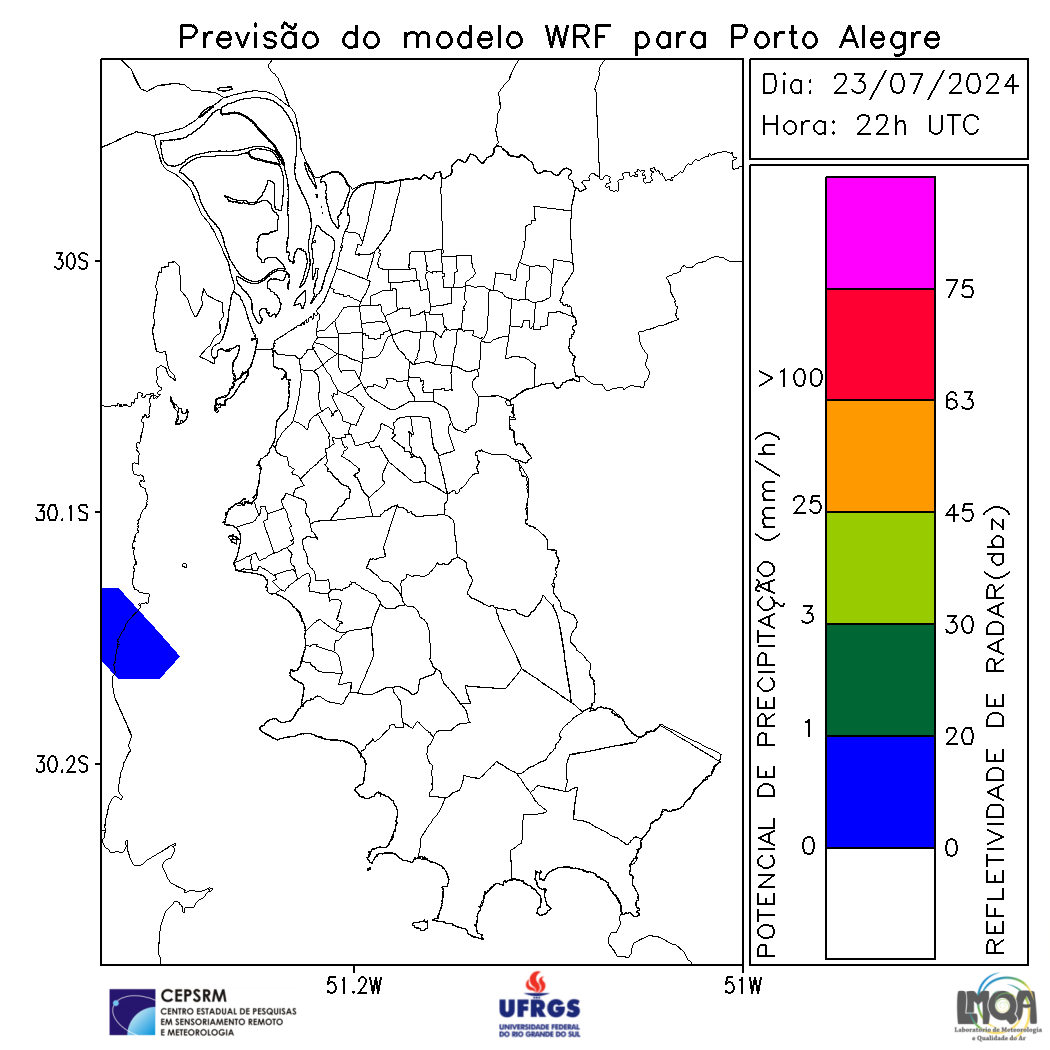 Previsão do modelo WRF para Porto Alegre
Dia: 23/07/2024
Hora: 22h UTC
30S
30.1S
30.2S
51.2W
51W
POTENCIAL DE PRECIPITAÇÃO (mm/h)
>100
25
3
1
0
75
63
45
30
20
0
REFLETIVIDADE DE RADAR(dbz)
CEPSRM
CENTRO ESTADUAL DE PESQUISAS
EM SENSORIAMENTO REMOTO
E METEOROLOGIA
UFRGS
UNIVERSIDADE FEDERAL
DO RIO GRANDE DO SUL
LMQA
Laboratório de Meteorologia
e Qualidade do Ar